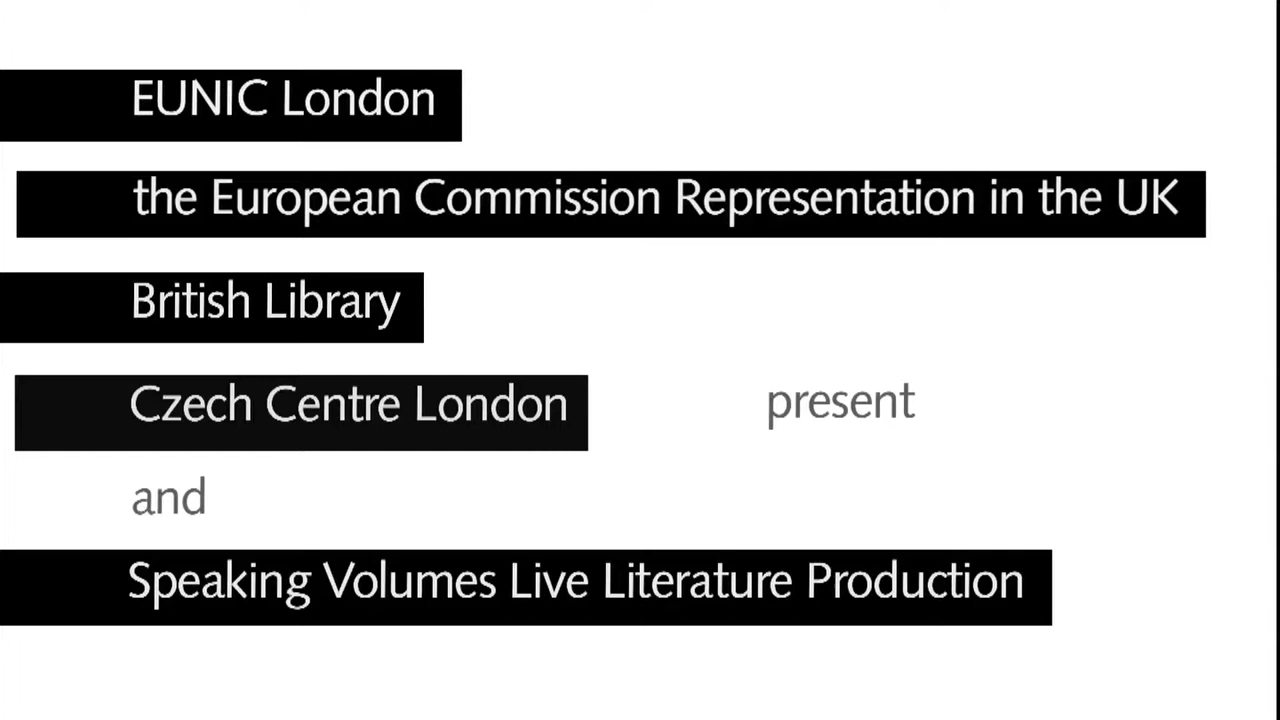 EUNIC London
the European Commission Representation in the UK
British Library
Czech Centre London present
and
Speaking Volumes Live Literature Production